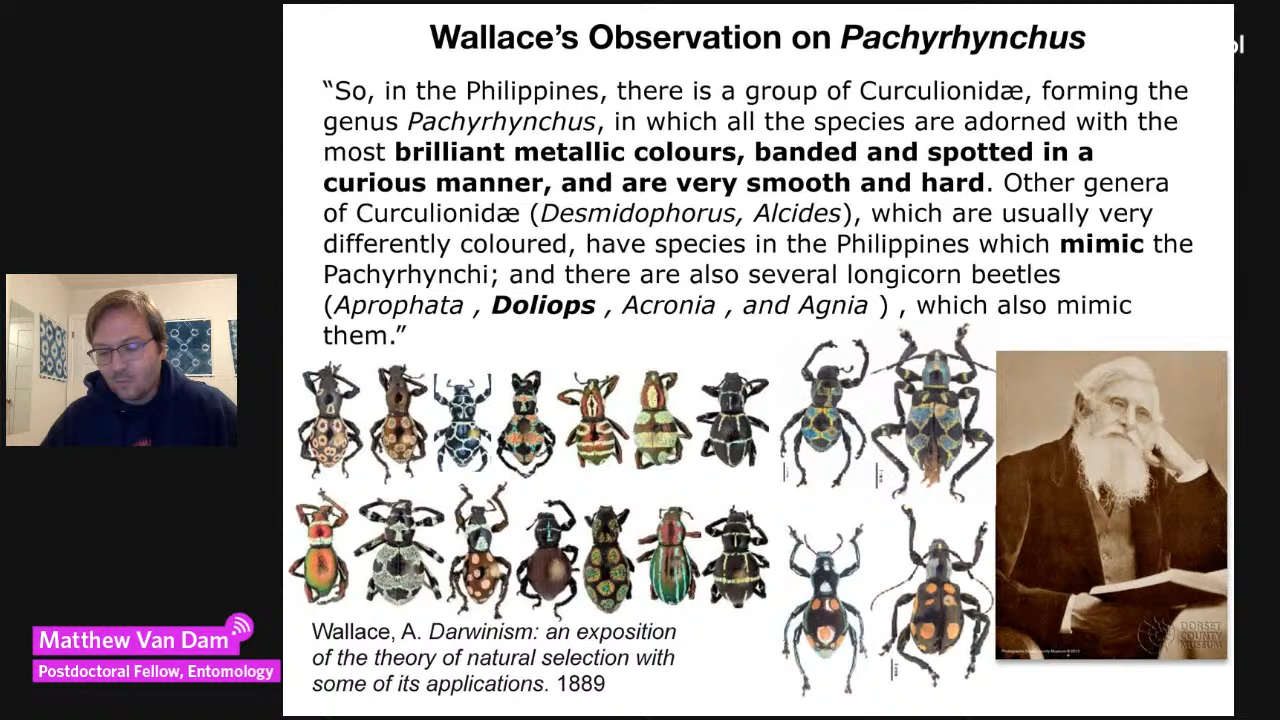 Wallace's Observation on Pachyrhynchus
ol
“So, in the Philippines, there is a group of Curculionidæ, forming the
genus Pachyrhynchus, in which all the species are adorned with the
most brilliant metallic colours, banded and spotted in a
curious manner, and are very smooth and hard. Other genera
of Curculionidæ (Desmidophorus, Alcides), which are usually very
differently coloured, have species in the Philippines which mimic the
Pachyrhynchi; and there are also several longicorn beetles
(Aprophata , Doliops , Acronia , and Agnia ) , which also mimic
them.”
Wallace, A. Darwinism: an exposition
of the theory of natural selection with
some of its applications. 1889
DORSET
COUNTY
MUSEUM
Matthew Van Dam
Postdoctoral Fellow, Entomology